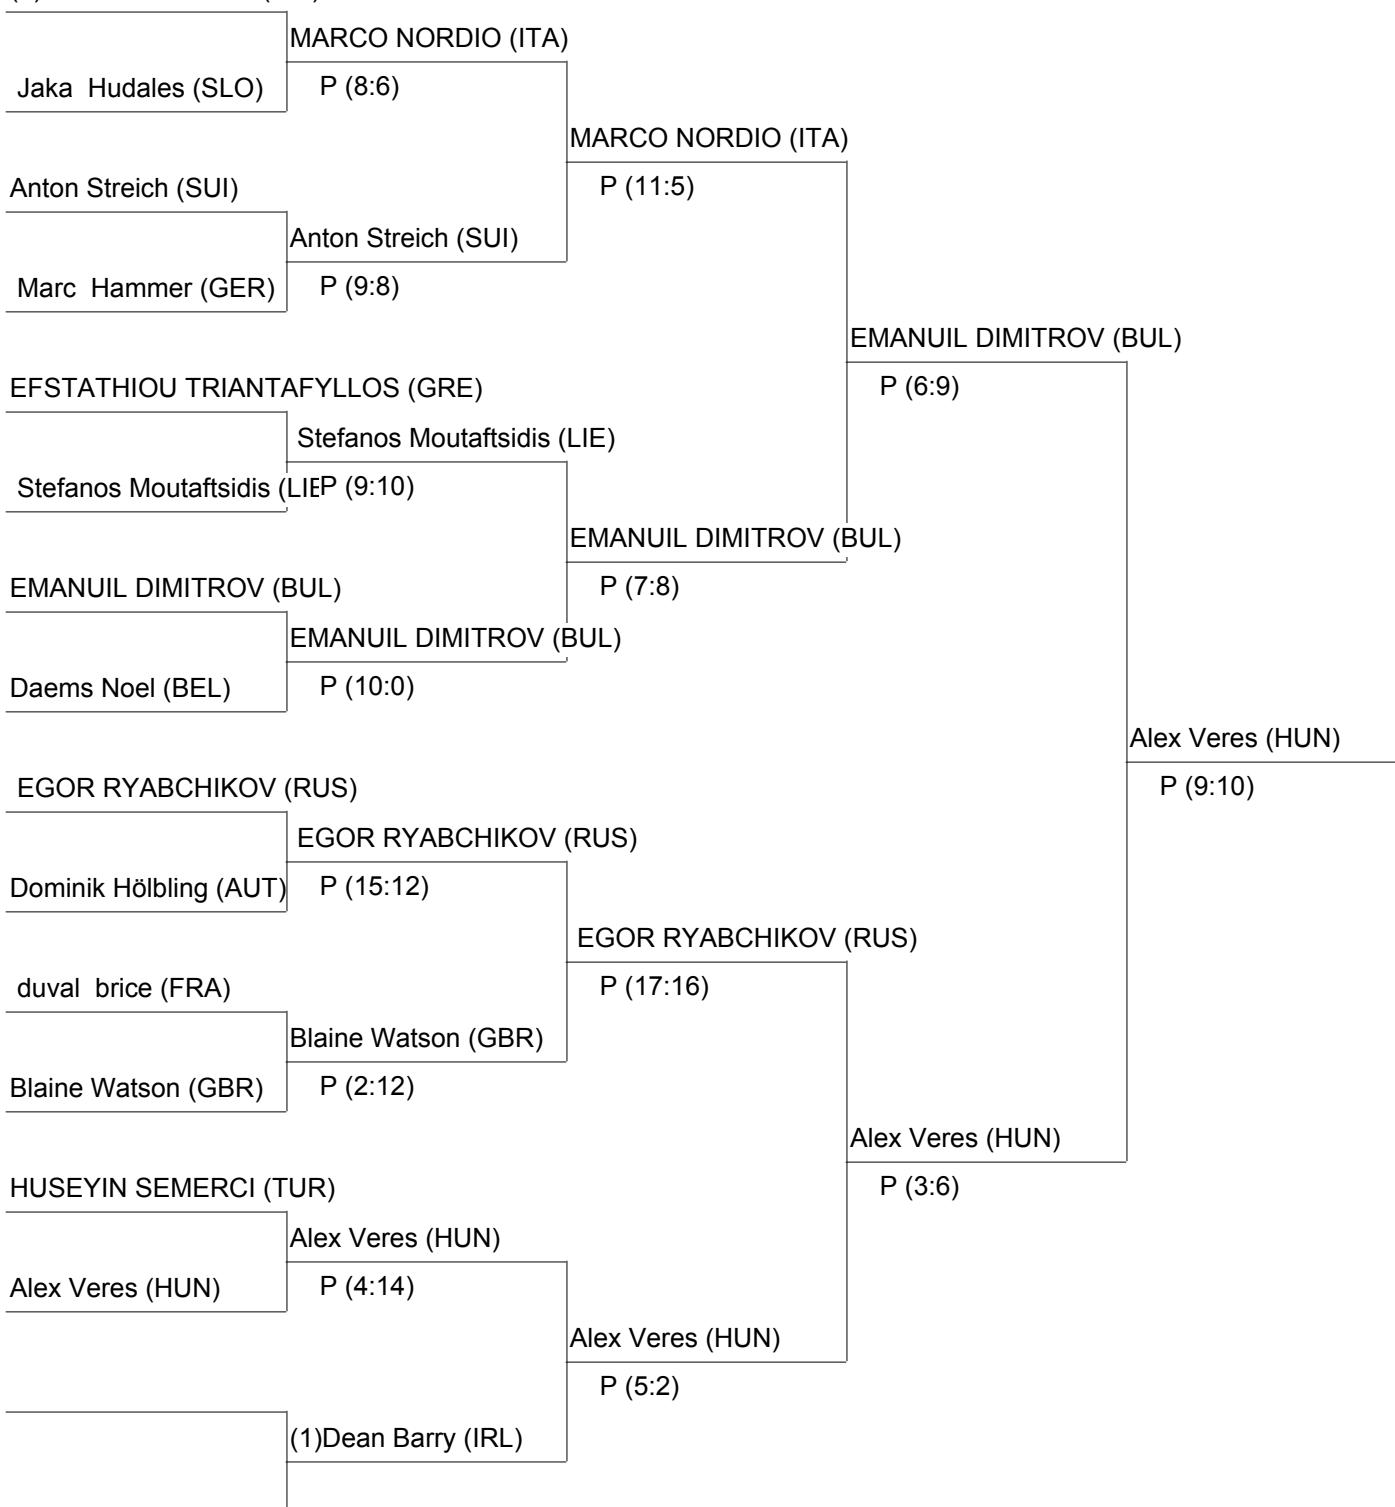 MARCO NORDIO (ITA)
Jaka Hudales (SLO)
P (8:6)
MARCO NORDIO (ITA)
Anton Streich (SUI)
P (11:5)
Anton Streich (SUI)
Marc Hammer (GER)
P (9:8)
EMANUIL DIMITROV (BUL)
EFSTATHIOU TRIANTAFYLLOS (GRE)
P (6:9)
Stefanos Moutaftsidis (LIE)
Stefanos Moutaftsidis (LIE
P (9:10)
EMANUIL DIMITROV (BUL)
EMANUIL DIMITROV (BUL)
P (7:8)
EMANUIL DIMITROV (BUL)
Daems Noel (BEL)
P (10:0)
Alex Veres (HUN)
EGOR RYABCHIKOV (RUS)
P (9:10)
EGOR RYABCHIKOV (RUS)
Dominik Hölbling (AUT)
P (15:12)
EGOR RYABCHIKOV (RUS)
duval brice (FRA)
P (17:16)
Blaine Watson (GBR)
Blaine Watson (GBR)
P (2:12)
Alex Veres (HUN)
HUSEYIN SEMERCI (TUR)
P (3:6)
Alex Veres (HUN)
Alex Veres (HUN)
P (4:14)
Alex Veres (HUN)
P (5:2)
(1)Dean Barry (IRL)